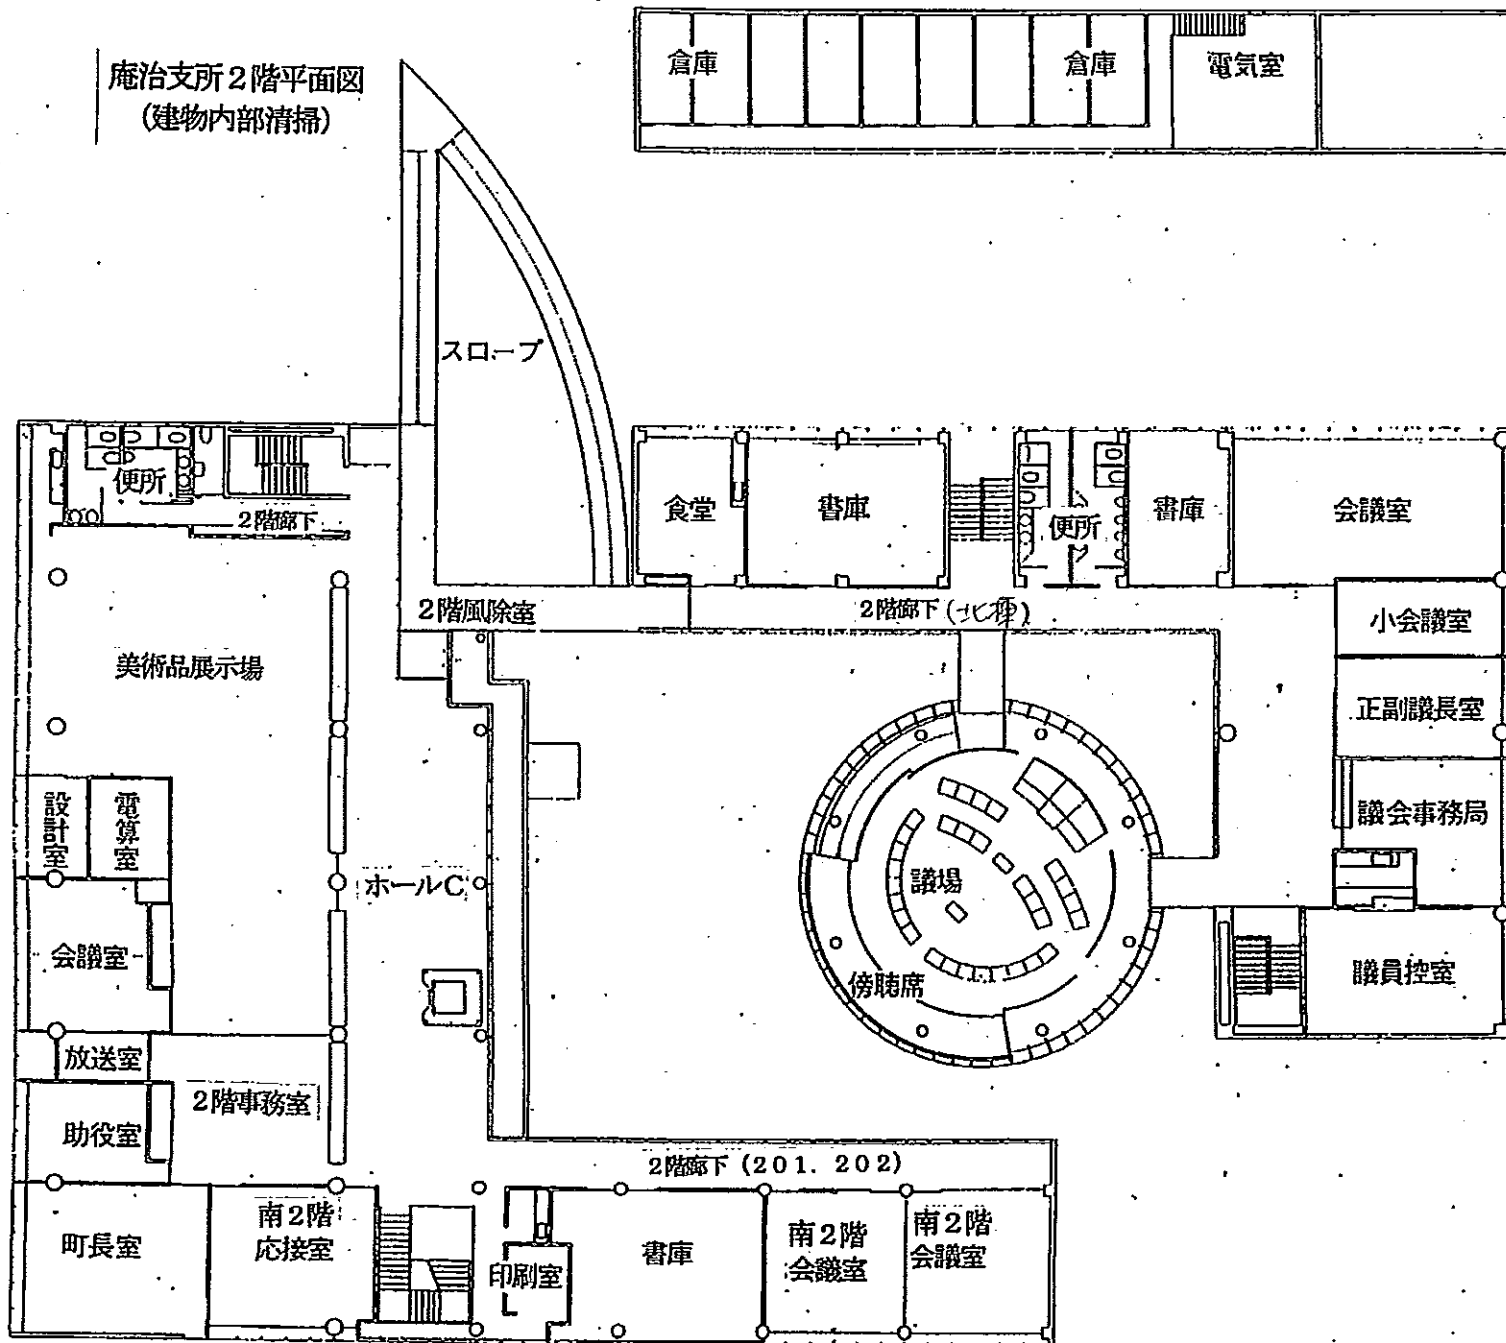 庵治支所2階平面図
(建物内部清掃)
倉庫
倉庫
電気室
スロープ
便所
2階廊下
食堂
書庫
便所
書庫
会議室
2階風除室
2階廊下(北棟)
小会議室
美術品展示場
正副議長室
設計室
電算室
議会事務局
ホールC
議場
会議室
傍聴席
議員控室
放送室
2階事務室
助役室
2階廊下(201. 202)
町長室
南2階
応接室
印刷室
書庫
南2階
会議室
南2階
会議室